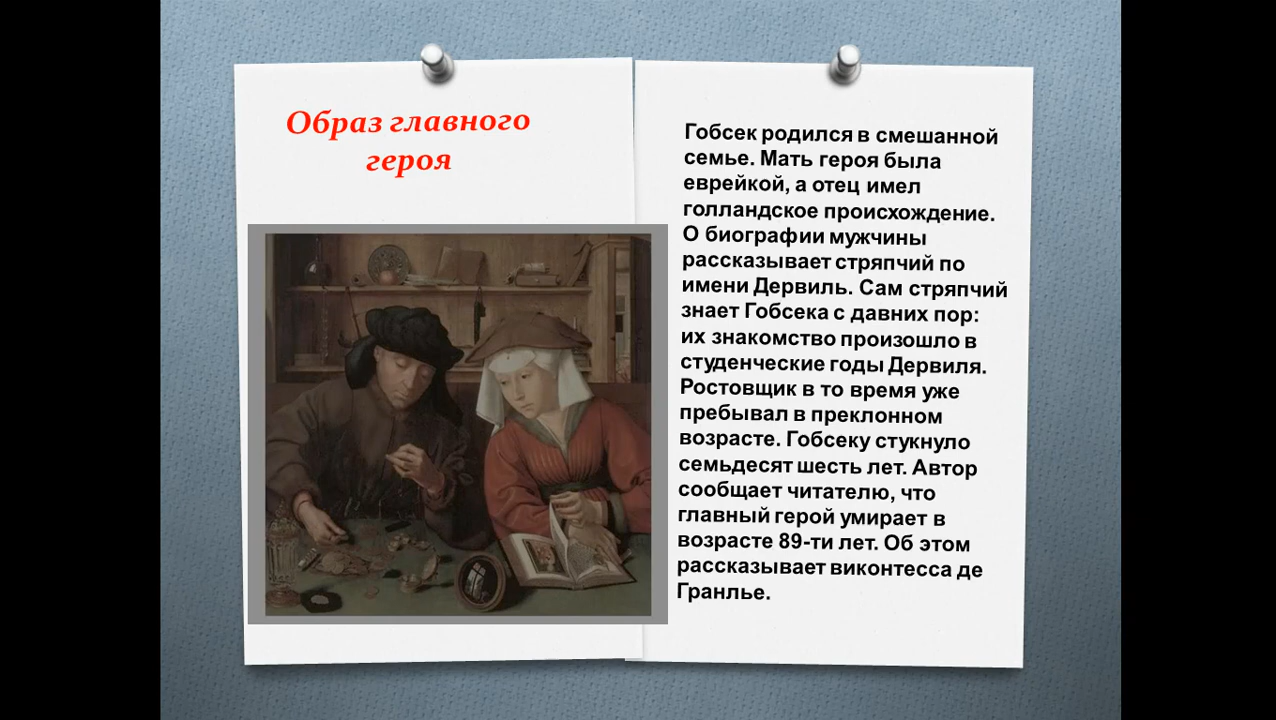 Образ главного
героя
Гобсек родился в смешанной
семье. Мать героя была
еврейкой, а отец имел
голландское происхождение.
О биографии мужчины
рассказывает стряпчий по
имени Дервиль. Сам стряпчий
знает Гобсека с давних пор:
их знакомство произошло в
студенческие годы Дервиля.
Ростовщик в то время уже
пребывал в преклонном
возрасте. Гобсеку стукнуло
семьдесят шесть лет. Автор
сообщает читателю, что
главный герой умирает в
возрасте 89-ти лет. Об этом
рассказывает виконтесса де
Гранлье.